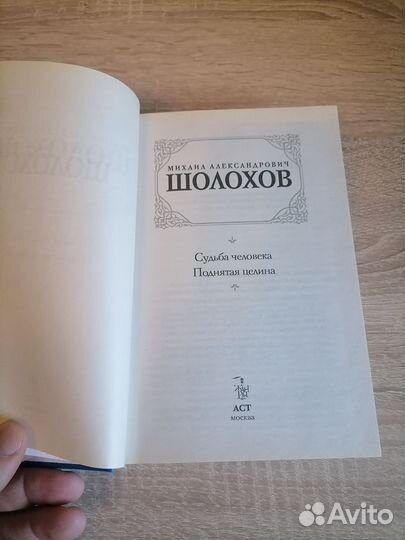 МИХАИЛ АЛЕКСАНДРОВИЧ
ШОЛОХОВ
Судьба человека
Поднятая целина
АСТ
МОСКВА
Avito